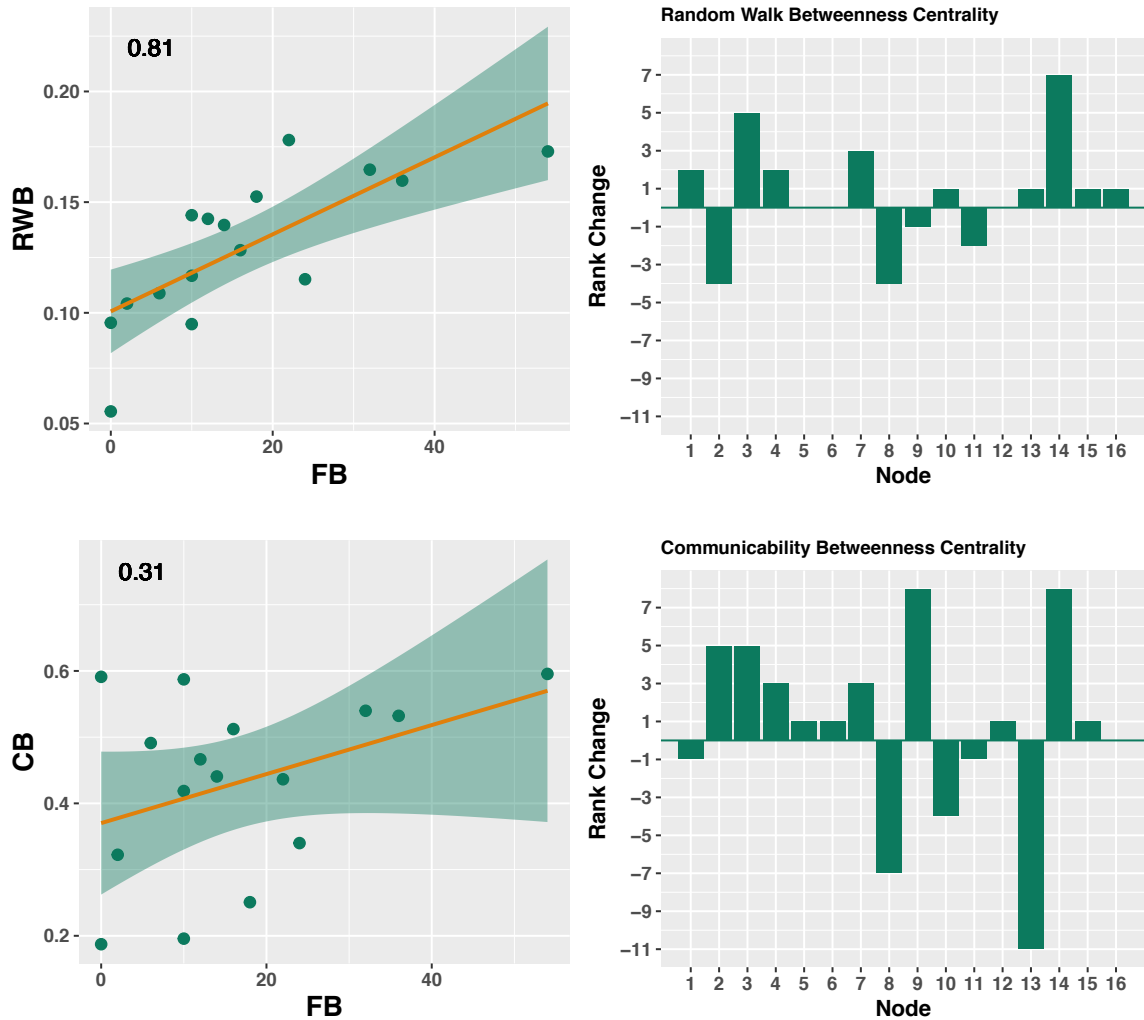 0.81
0.20
0.15
0.10
0.05
RWB
0 20 40
FB
Random Walk Betweenness Centrality
7
5
3
1
−1
−3
−5
−7
−9
−11
Rank Change
1 2 3 4 5 6 7 8 9 10 11 12 13 14 15 16
Node
0.31
0.6
0.4
0.2
CB
0 20 40
FB
Communicability Betweenness Centrality
7
5
3
1
−1
−3
−5
−7
−9
−11
Rank Change
1 2 3 4 5 6 7 8 9 10 11 12 13 14 15 16
Node